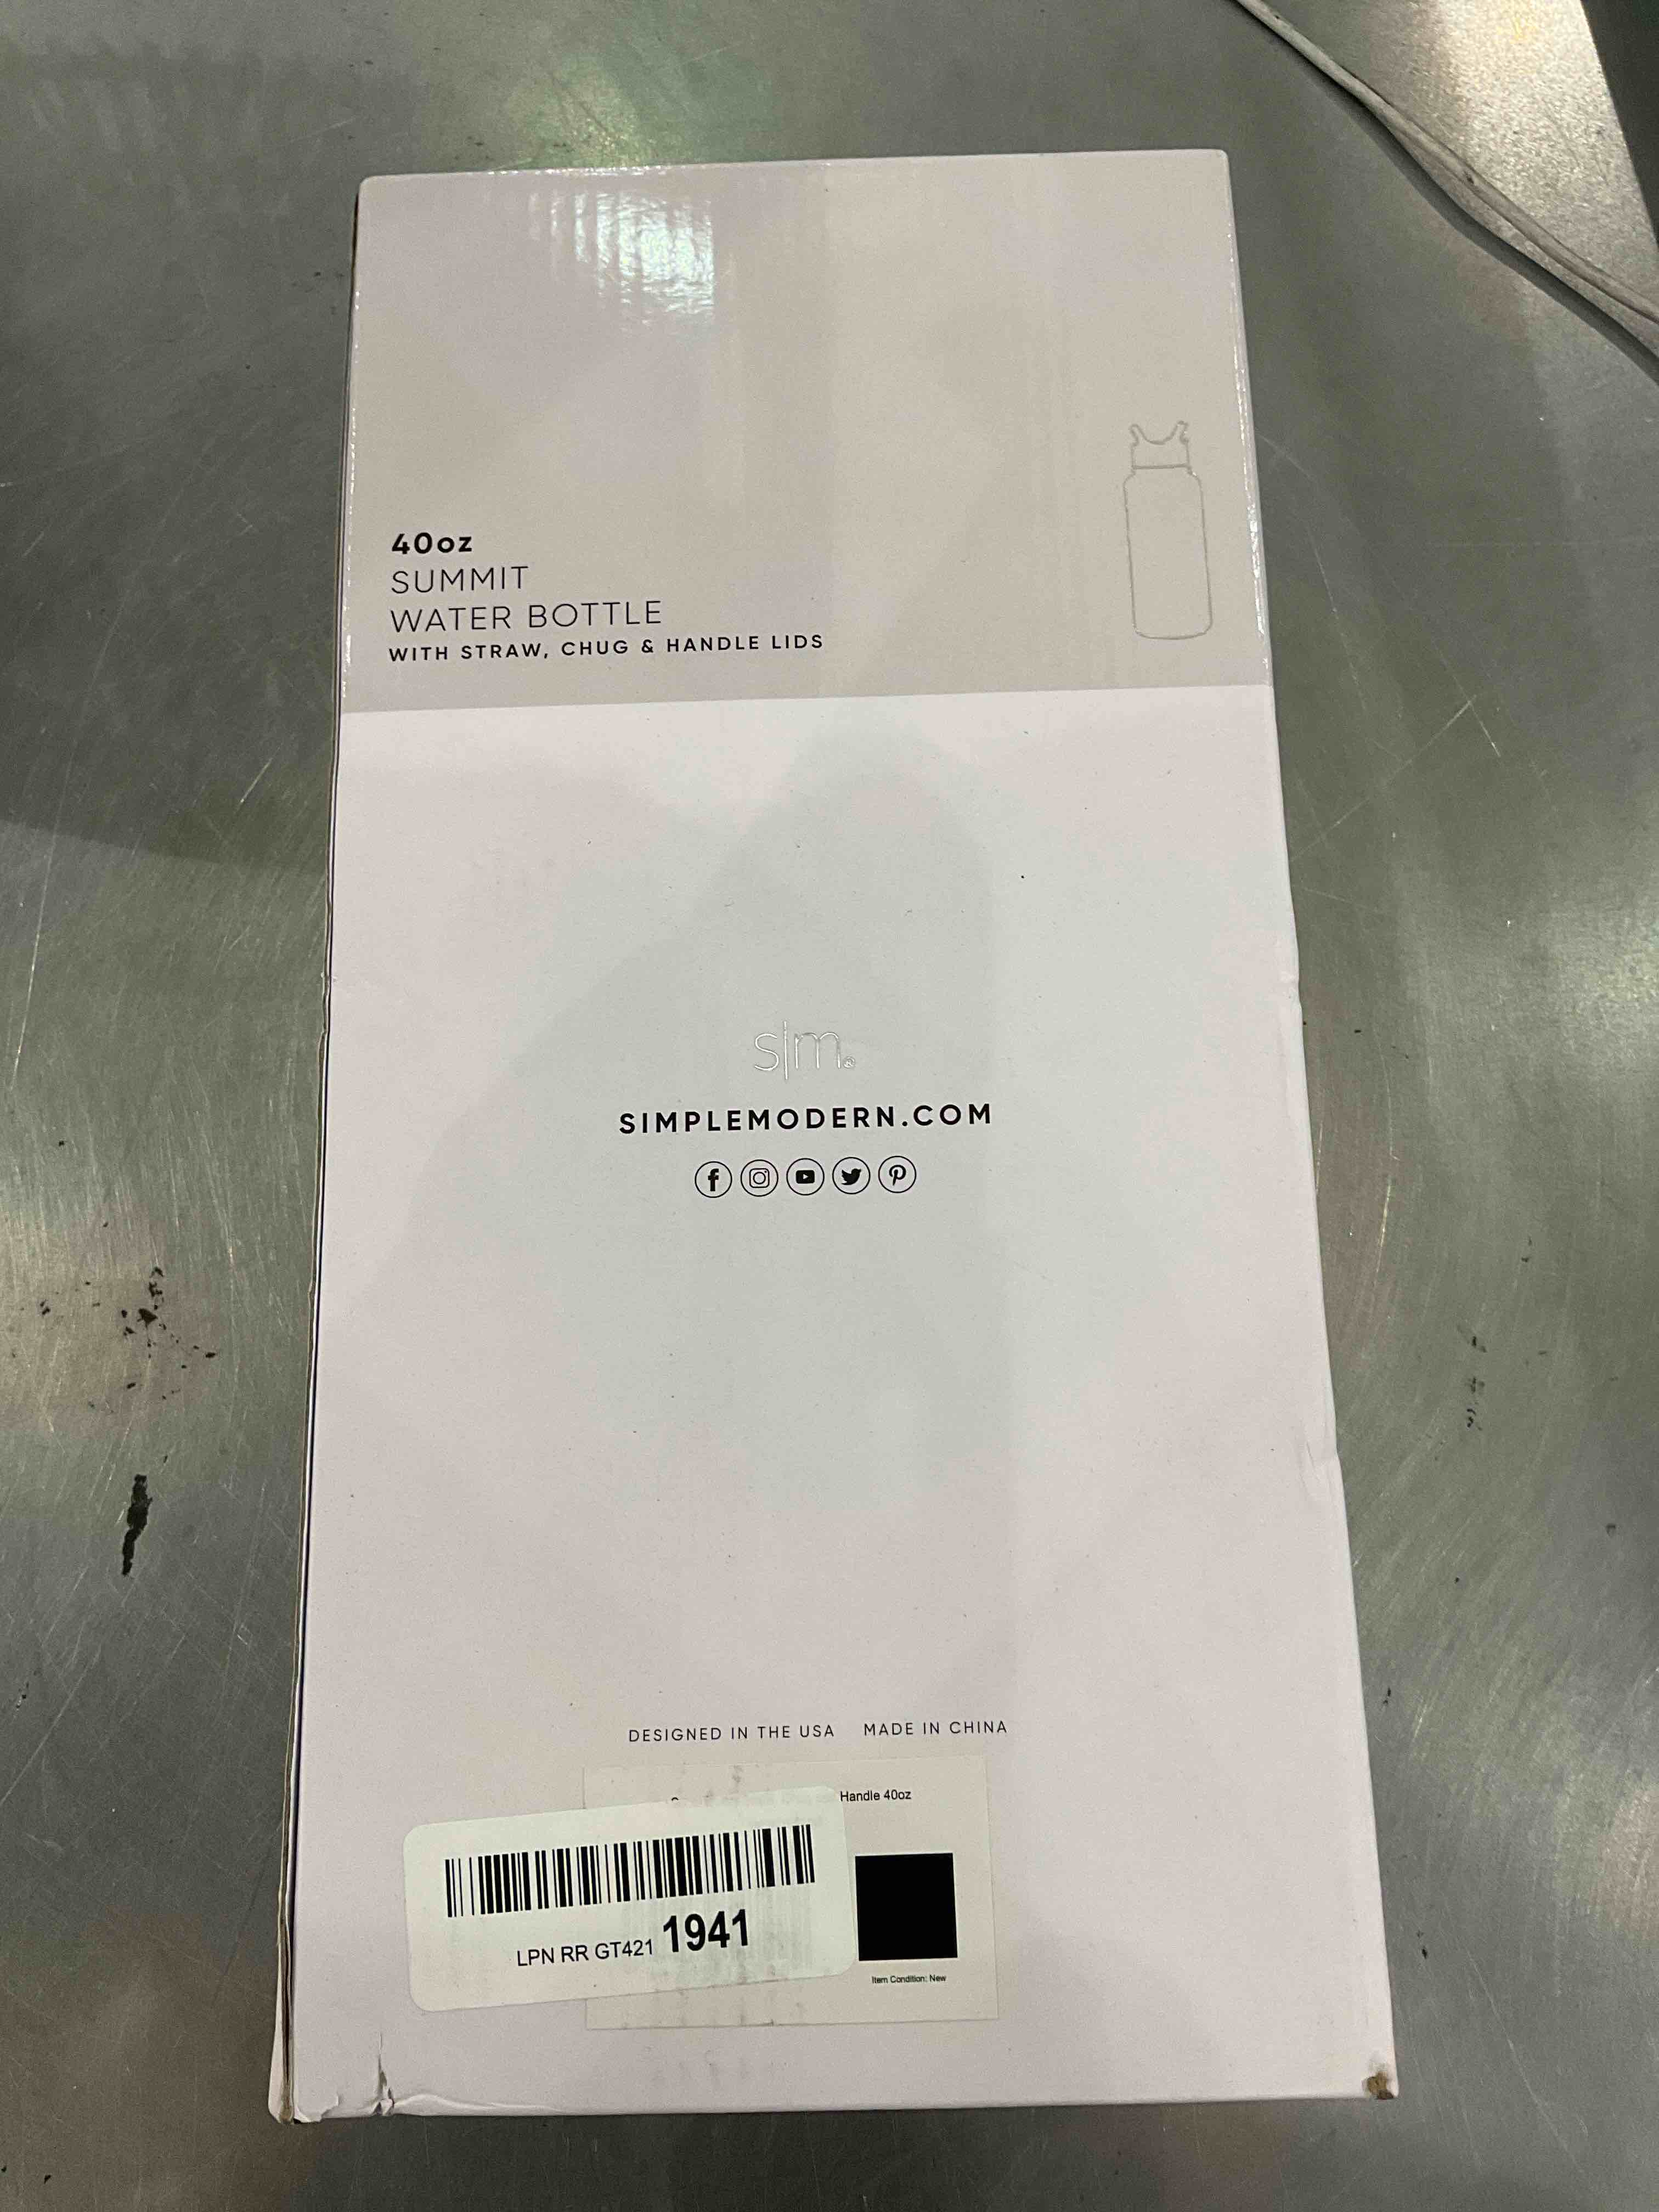 40oz
SUMMIT
WATER BOTTLE
WITH STRAW, CHUG & HANDLE LIDS
s|m®
SIMPLEMODERN.COM
DESIGNED IN THE USA MADE IN CHINA
Handle 40oz
LPN RR GT421 1941
Item Condition: New